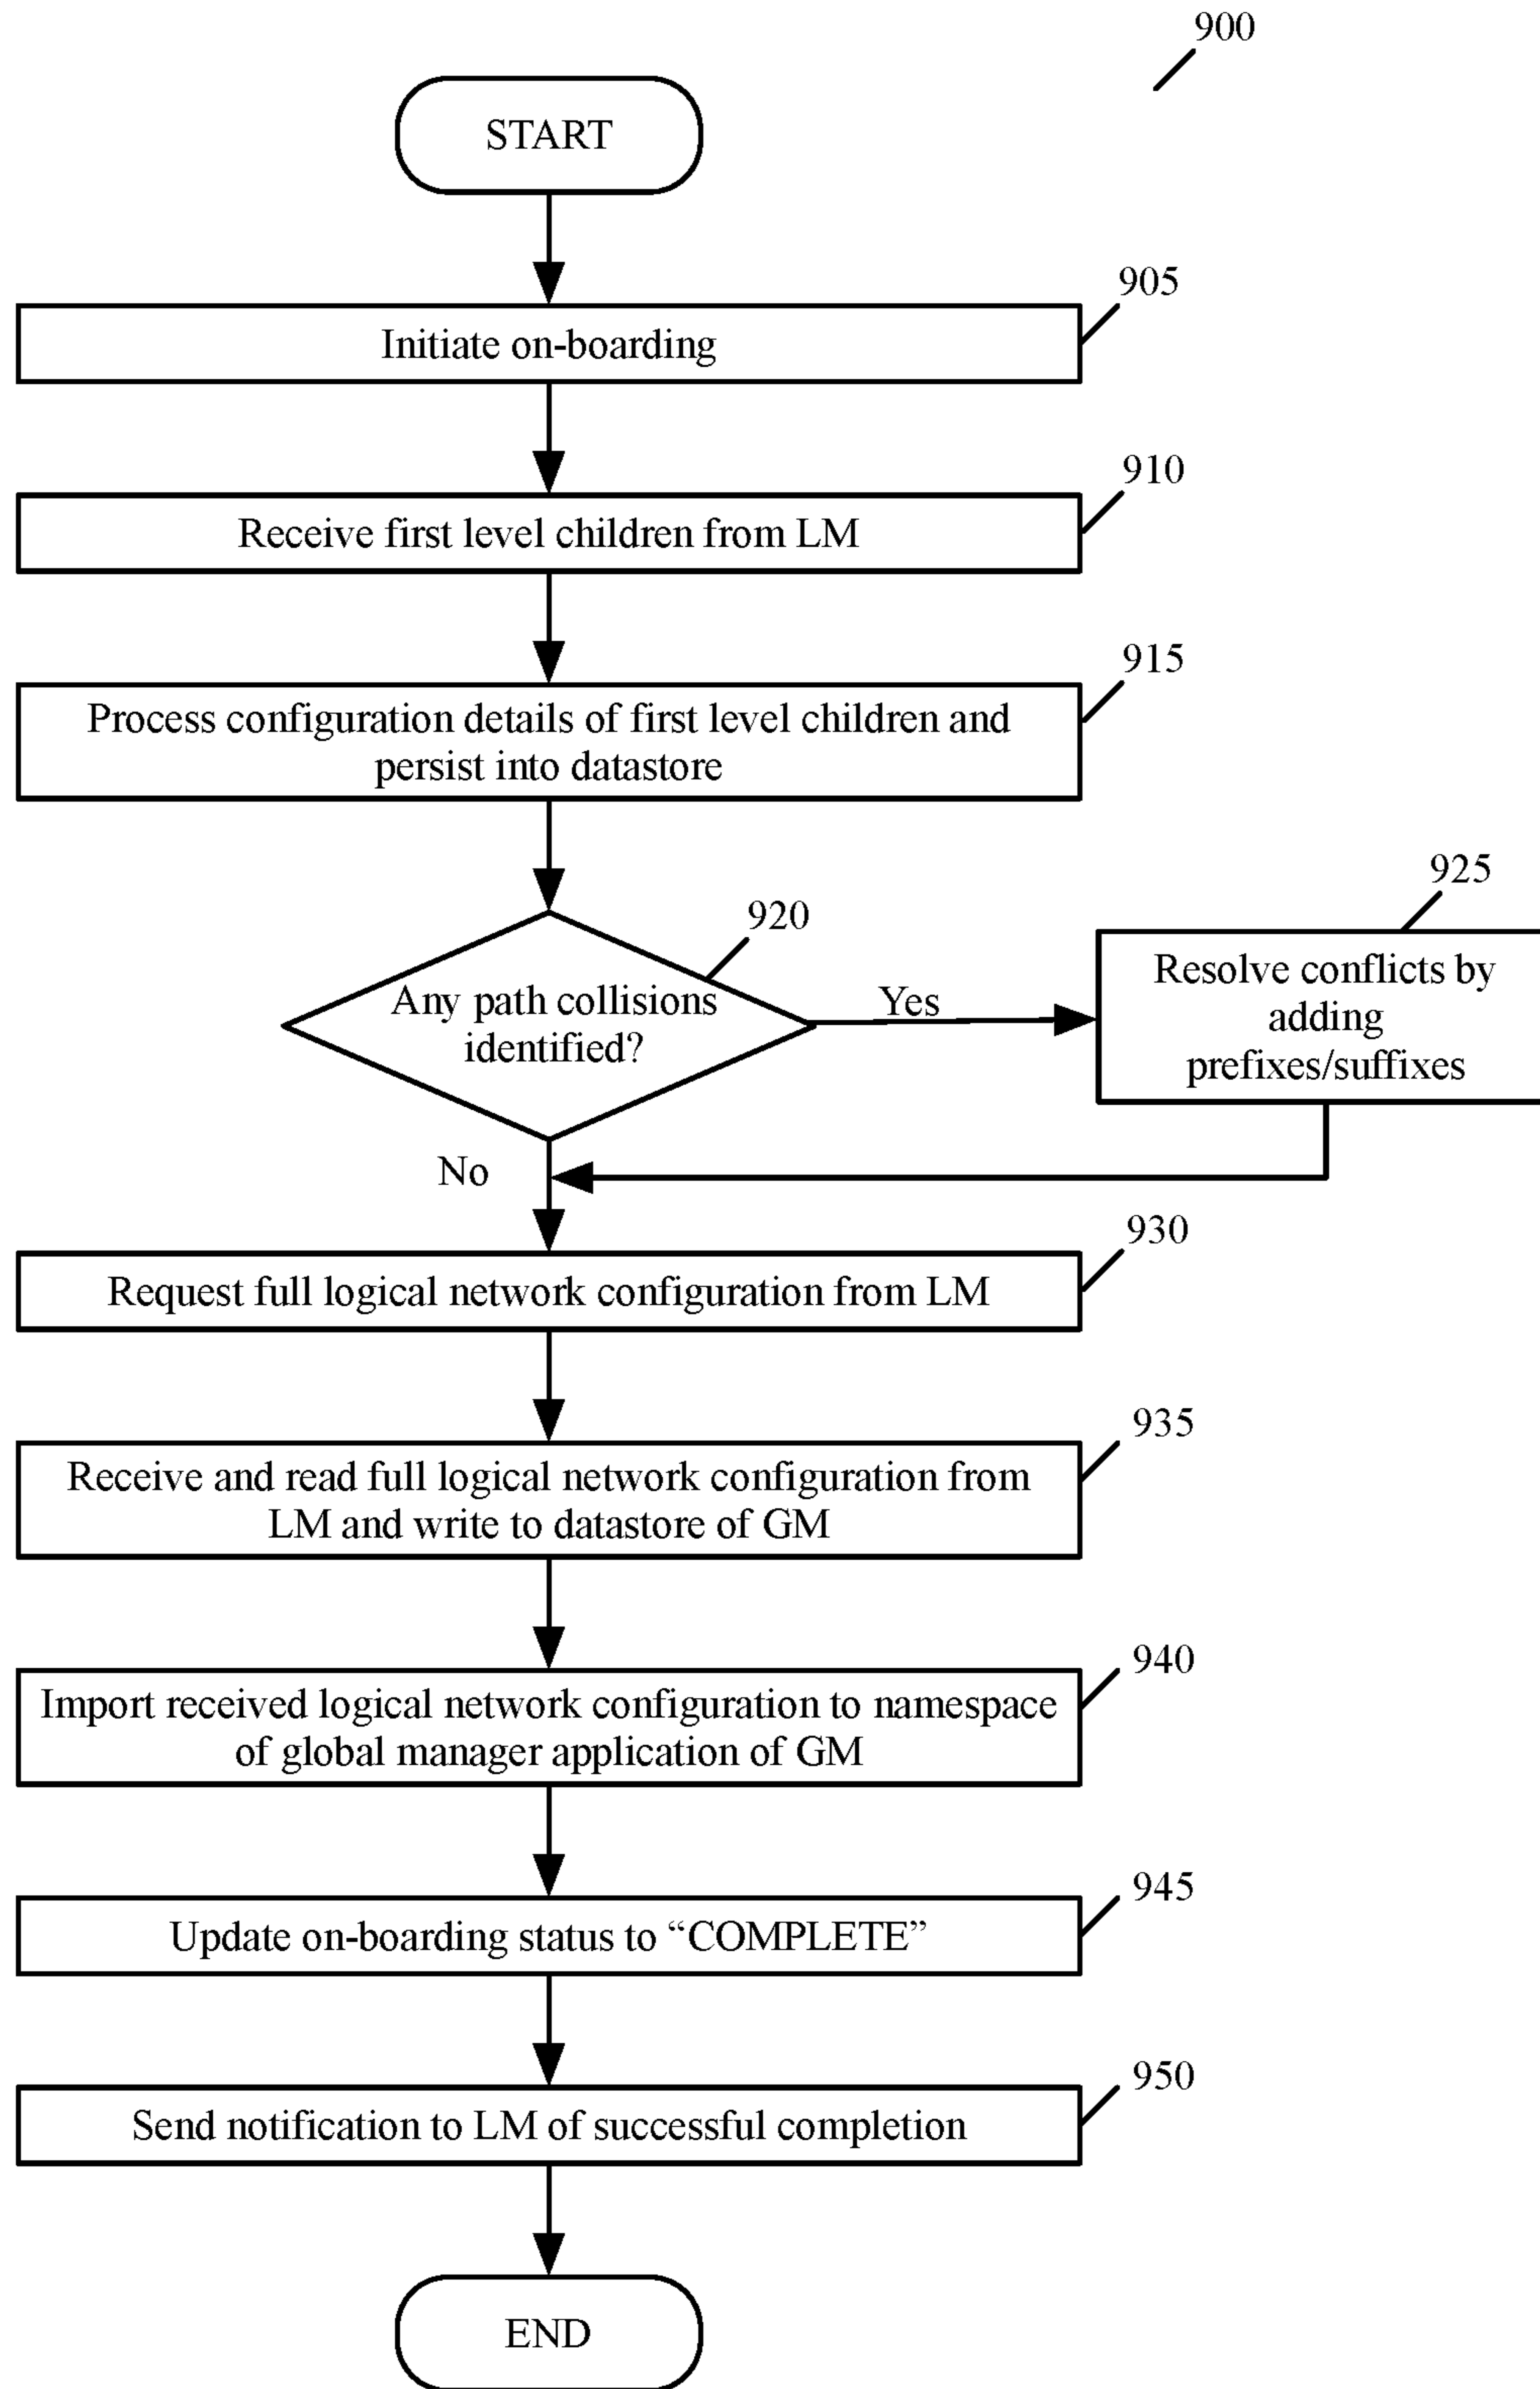 900
START
905
Initiate on-boarding
910
Receive first level children from LM
915
Process configuration details of first level children and
persist into datastore
920
Any path collisions
identified?
Yes
925
Resolve conflicts by
adding
prefixes/suffixes
No
930
Request full logical network configuration from LM
935
Receive and read full logical network configuration from
LM and write to datastore of GM
940
Import received logical network configuration to namespace
of global manager application of GM
945
Update on-boarding status to “COMPLETE”
950
Send notification to LM of successful completion
END